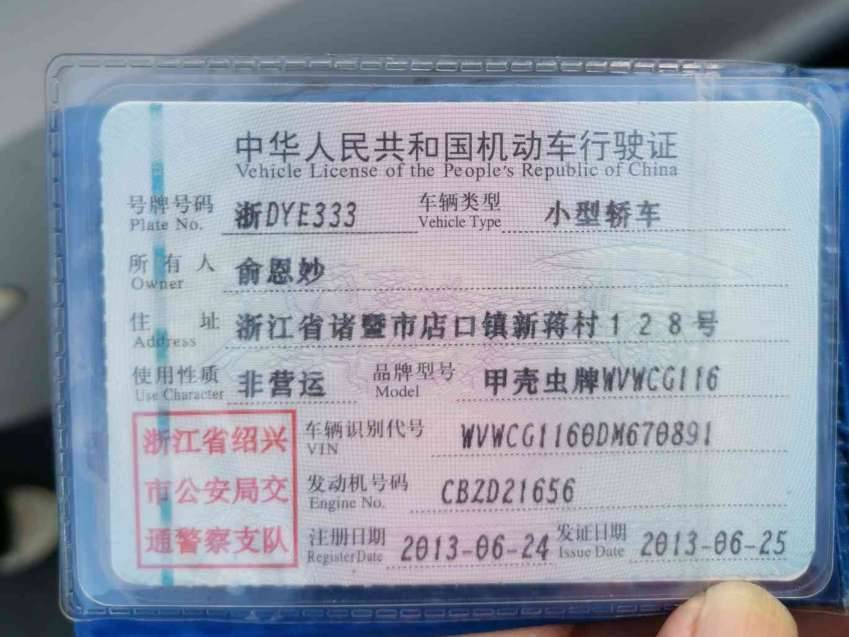 中华人民共和国机动车行驶证
Vehicle License of the People's Republic of China
号牌号码 浙DYE333 车辆类型 小型轿车
Plate No. Vehicle Type
所有人 俞恩妙
Owner
住址 浙江省诸暨市店口镇新蒋村128号
Address
使用性质 非营运 品牌型号 甲壳虫牌WVWCG116
Use Character Model
浙江省绍兴 车辆识别代号 WVWCG1160DM670891
VIN
市公安局交 发动机号码 CBZD21656
Engine No.
通警察支队 注册日期 2013-06-24 发证日期 2013-06-25
Register Date Issue Date